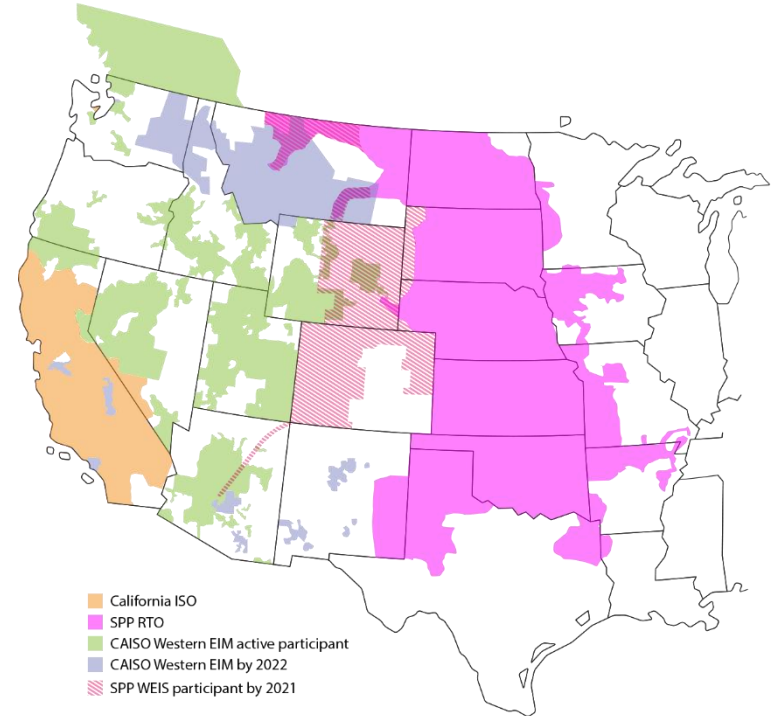 California ISO
SPP RTO
CAISO Western EIM active participant
CAISO Western EIM by 2022
SPP WEIS participant by 2021